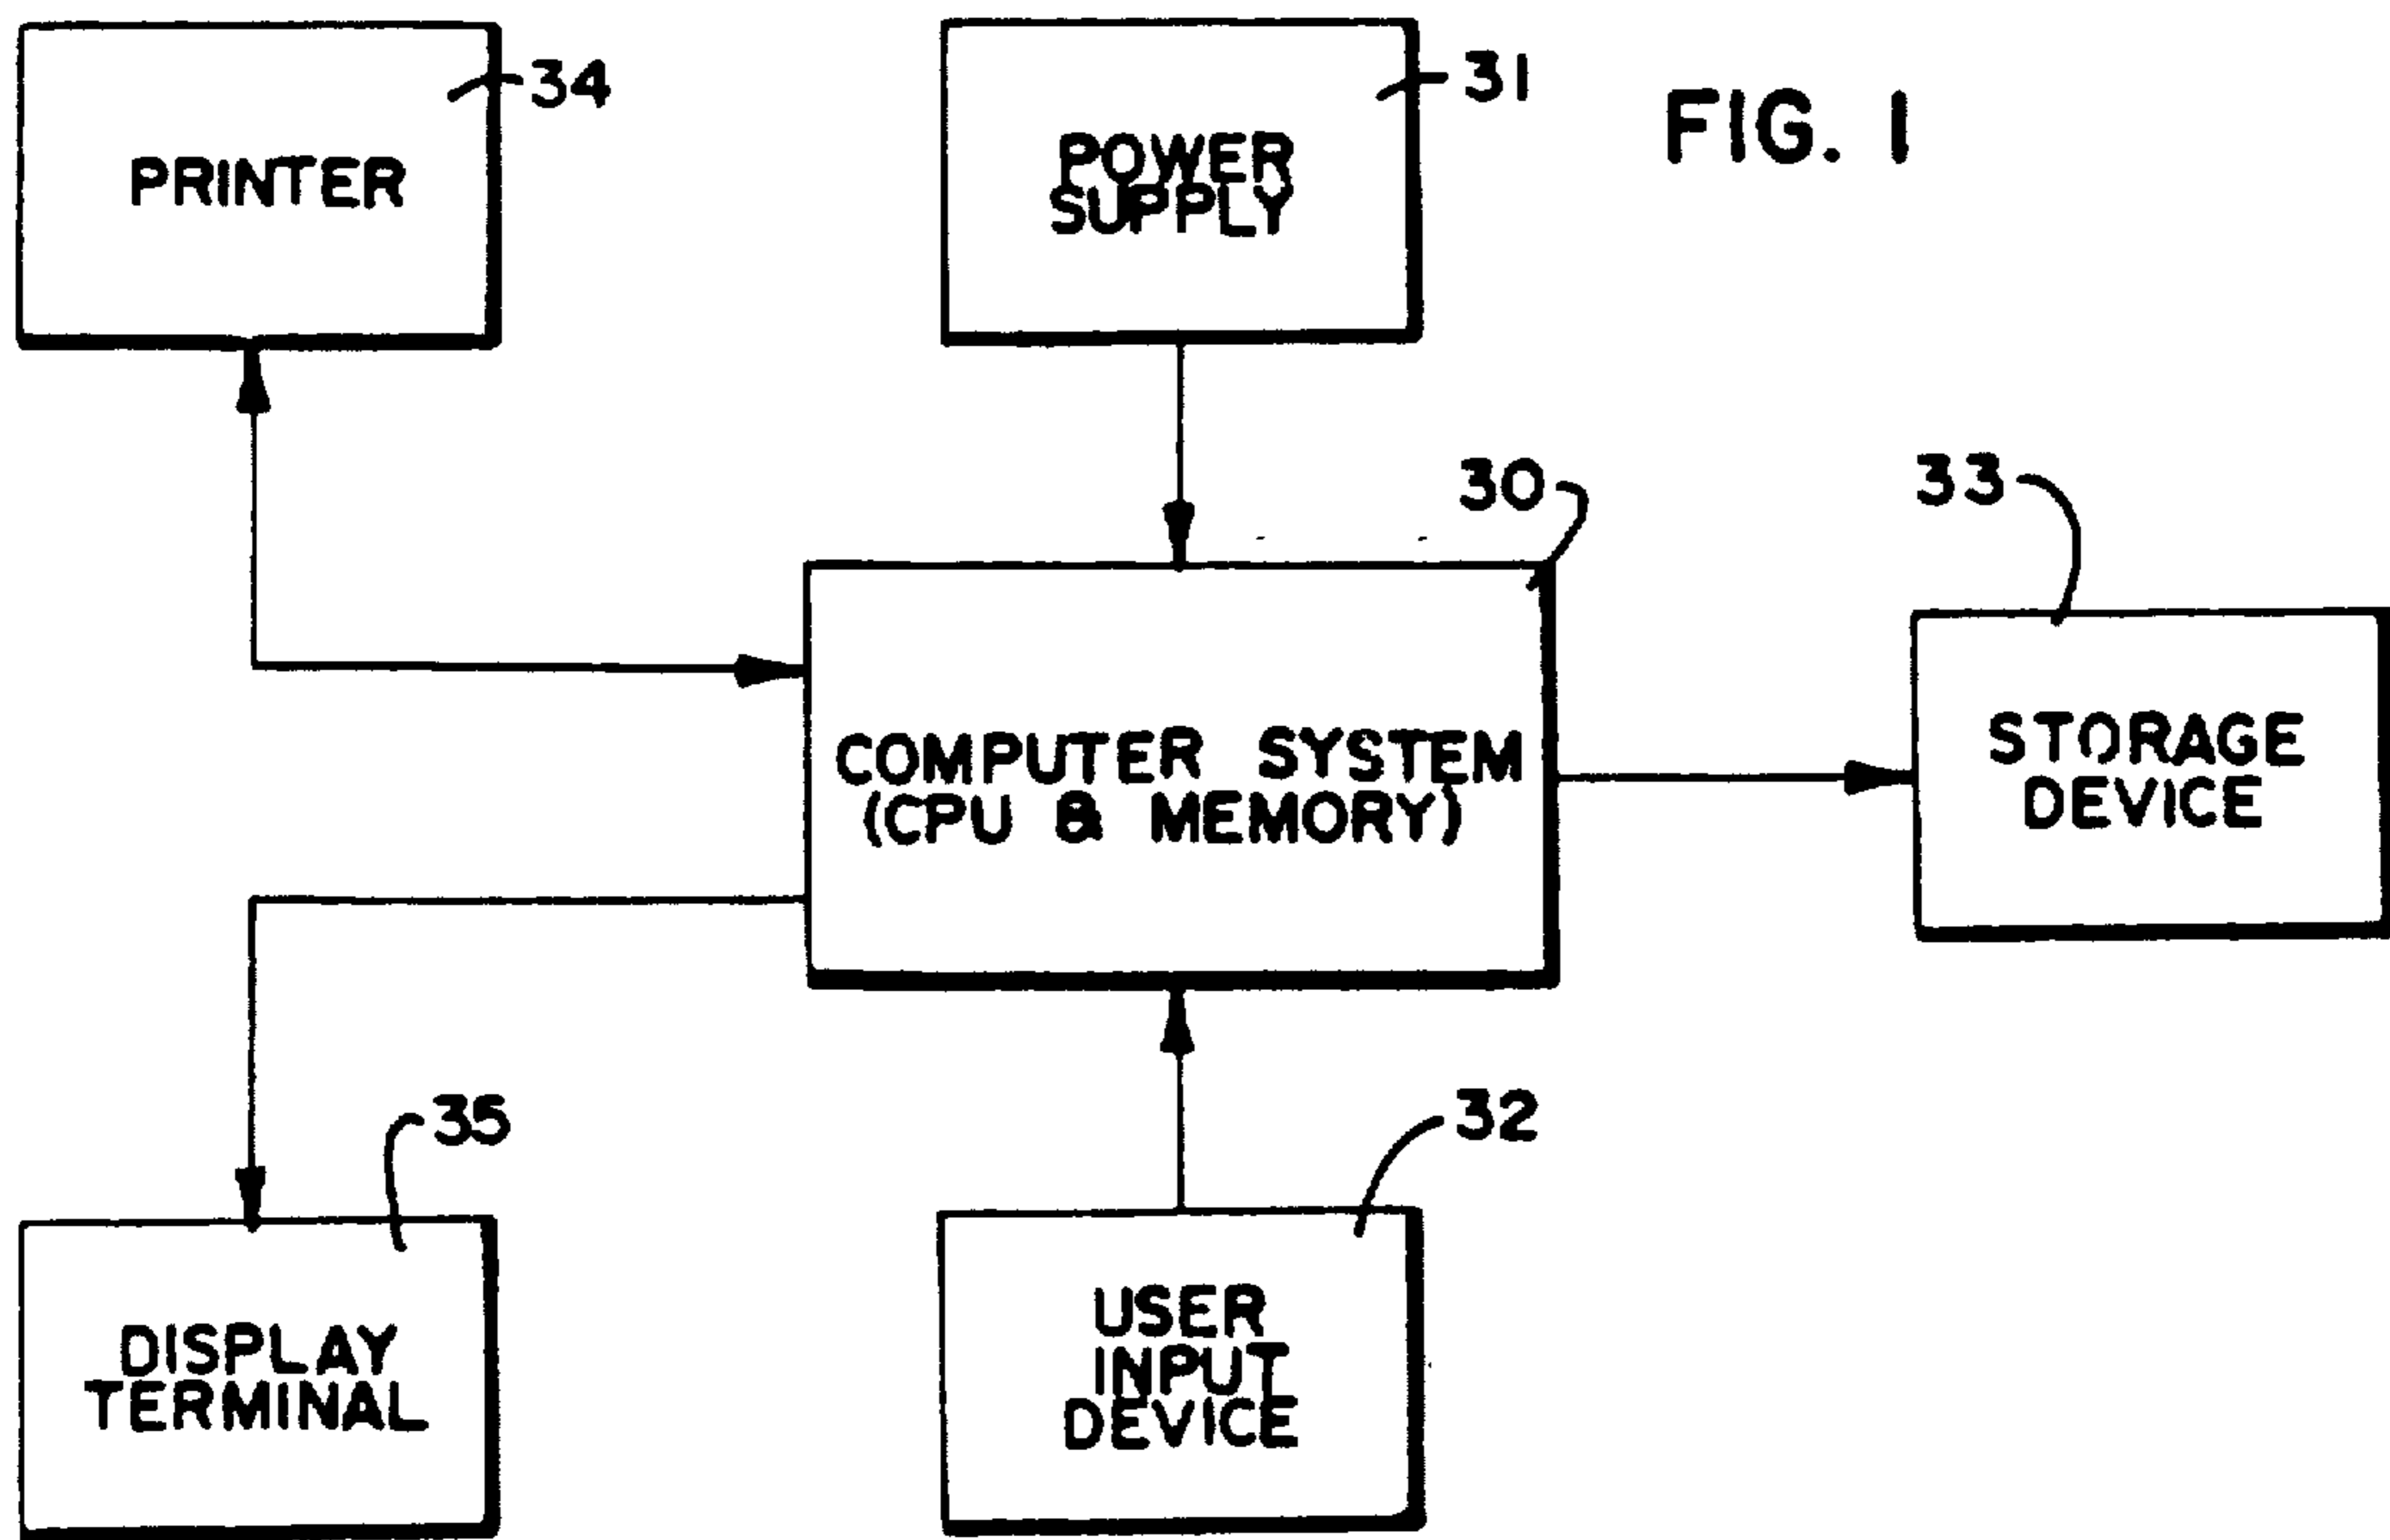 34
31
FIG. 1
PRINTER
POWER
SUPPLY
30
33
COMPUTER SYSTEM
(CPU & MEMORY)
STORAGE
DEVICE
35
32
DISPLAY
TERMINAL
USER
INPUT
DEVICE